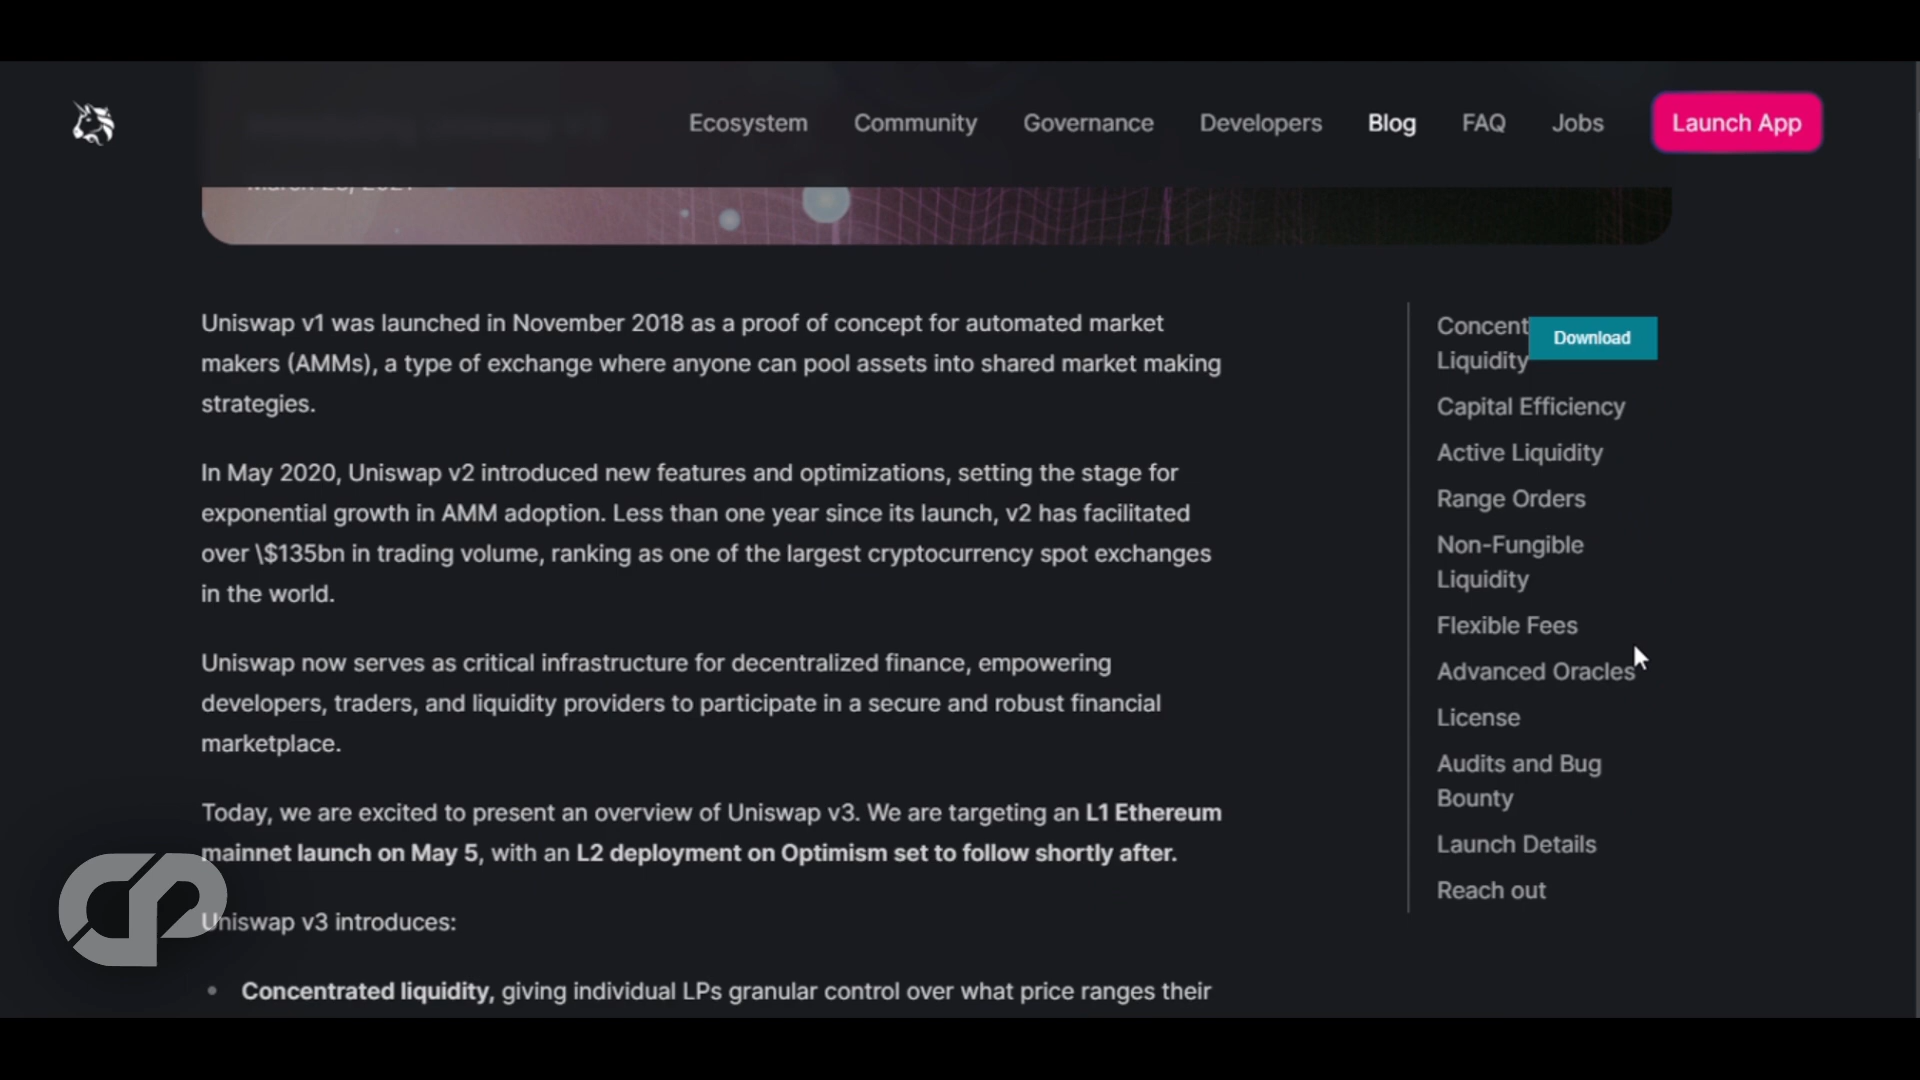 Ecosystem Community Governance Developers Blog FAQ Jobs Launch App
Uniswap v1 was launched in November 2018 as a proof of concept for automated market
makers (AMMs), a type of exchange where anyone can pool assets into shared market making
strategies.
In May 2020, Uniswap v2 introduced new features and optimizations, setting the stage for
exponential growth in AMM adoption. Less than one year since its launch, v2 has facilitated
over \$135bn in trading volume, ranking as one of the largest cryptocurrency spot exchanges
in the world.
Uniswap now serves as critical infrastructure for decentralized finance, empowering
developers, traders, and liquidity providers to participate in a secure and robust financial
marketplace.
Today, we are excited to present an overview of Uniswap v3. We are targeting an L1 Ethereum
mainnet launch on May 5, with an L2 deployment on Optimism set to follow shortly after.
Uniswap v3 introduces:
• Concentrated liquidity, giving individual LPs granular control over what price ranges their
Concent
Download
Liquidity
Capital Efficiency
Active Liquidity
Range Orders
Non-Fungible
Liquidity
Flexible Fees
Advanced Oracles
License
Audits and Bug
Bounty
Launch Details
Reach out